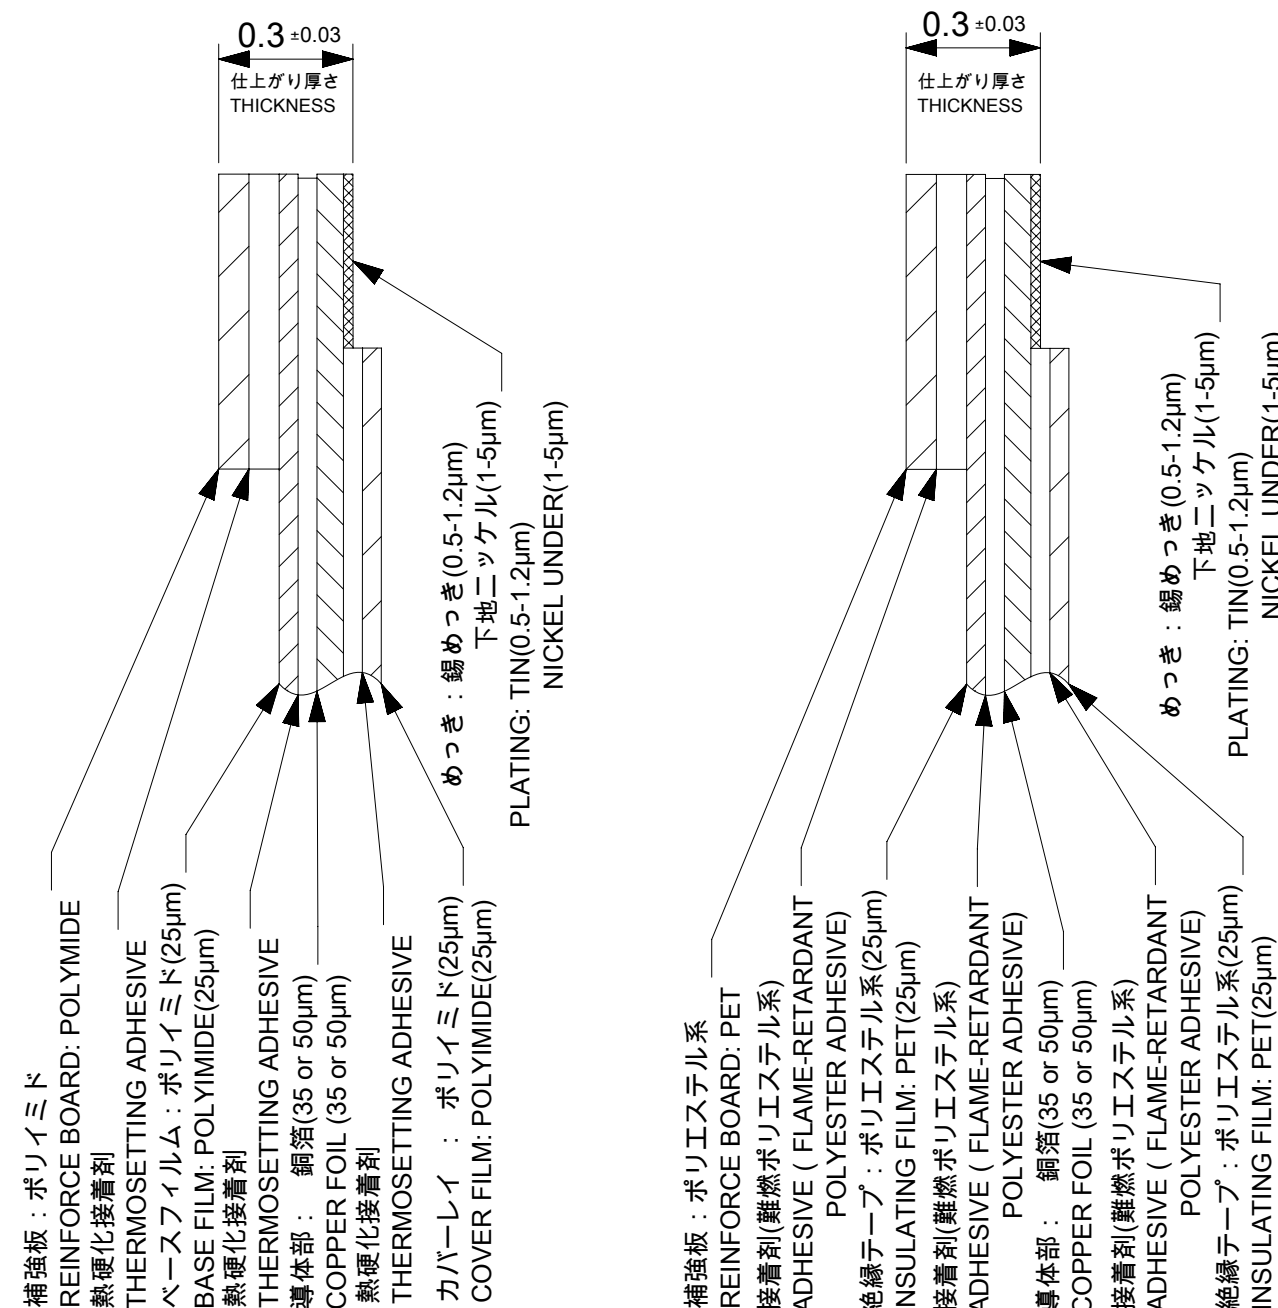 0.3 ±0.03
仕上がり厚さ
THICKNESS
めっき：錫めっき(0.5-1.2μm)
下地ニッケル(1-5μm)
PLATING: TIN(0.5-1.2μm)
NICKEL UNDER(1-5μm)
補強板：ポリイミド
REINFORCE BOARD: POLYMIDE
熱硬化接着剤
THERMOSETTING ADHESIVE
ベースフィルム：ポリイミド(25μm)
BASE FILM: POLYIMIDE(25μm)
熱硬化接着剤
THERMOSETTING ADHESIVE
導体部： 銅箔(35 or 50μm)
COPPER FOIL (35 or 50μm)
熱硬化接着剤
THERMOSETTING ADHESIVE
カバーレイ ： ポリイミド(25μm)
COVER FILM: POLYIMIDE(25μm)
0.3 ±0.03
仕上がり厚さ
THICKNESS
めっき：錫めっき(0.5-1.2μm)
下地ニッケル(1-5μm)
PLATING: TIN(0.5-1.2μm)
NICKEL UNDER(1-5μm)
補強板：ポリエステル系
REINFORCE BOARD: PET
接着剤(難燃ポリエステル系)
ADHESIVE ( FLAME-RETARDANT
POLYESTER ADHESIVE)
絶縁テープ：ポリエステル系(25μm)
INSULATING FILM: PET(25μm)
接着剤(難燃ポリエステル系)
ADHESIVE ( FLAME-RETARDANT
POLYESTER ADHESIVE)
導体部： 銅箔(35 or 50μm)
COPPER FOIL (35 or 50μm)
接着剤(難燃ポリエステル系)
ADHESIVE ( FLAME-RETARDANT
POLYESTER ADHESIVE)
絶縁テープ：ポリエステル系(25μm)
INSULATING FILM: PET(25μm)